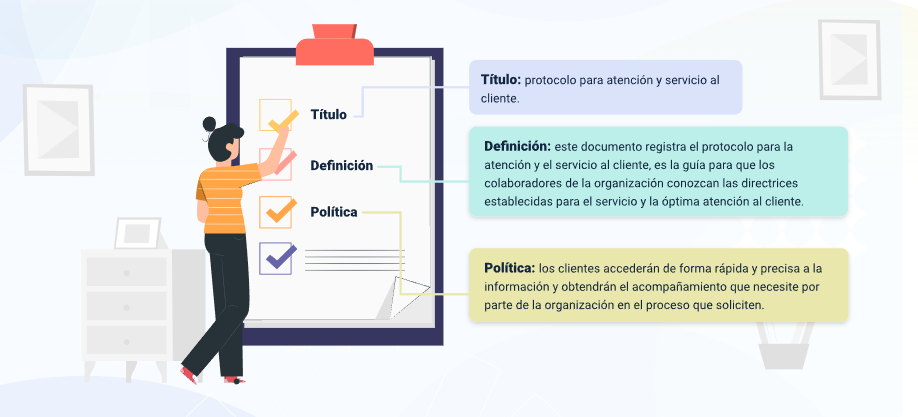 Título
Definición
Política
Título: protocolo para atención y servicio al
cliente.
Definición: este documento registra el protocolo para la
atención y el servicio al cliente, es la guía para que los
colaboradores de la organización conozcan las directrices
establecidas para el servicio y la óptima atención al cliente.
Política: los clientes accederán de forma rápida y precisa a la
información y obtendrán el acompañamiento que necesite por
parte de la organización en el proceso que soliciten.